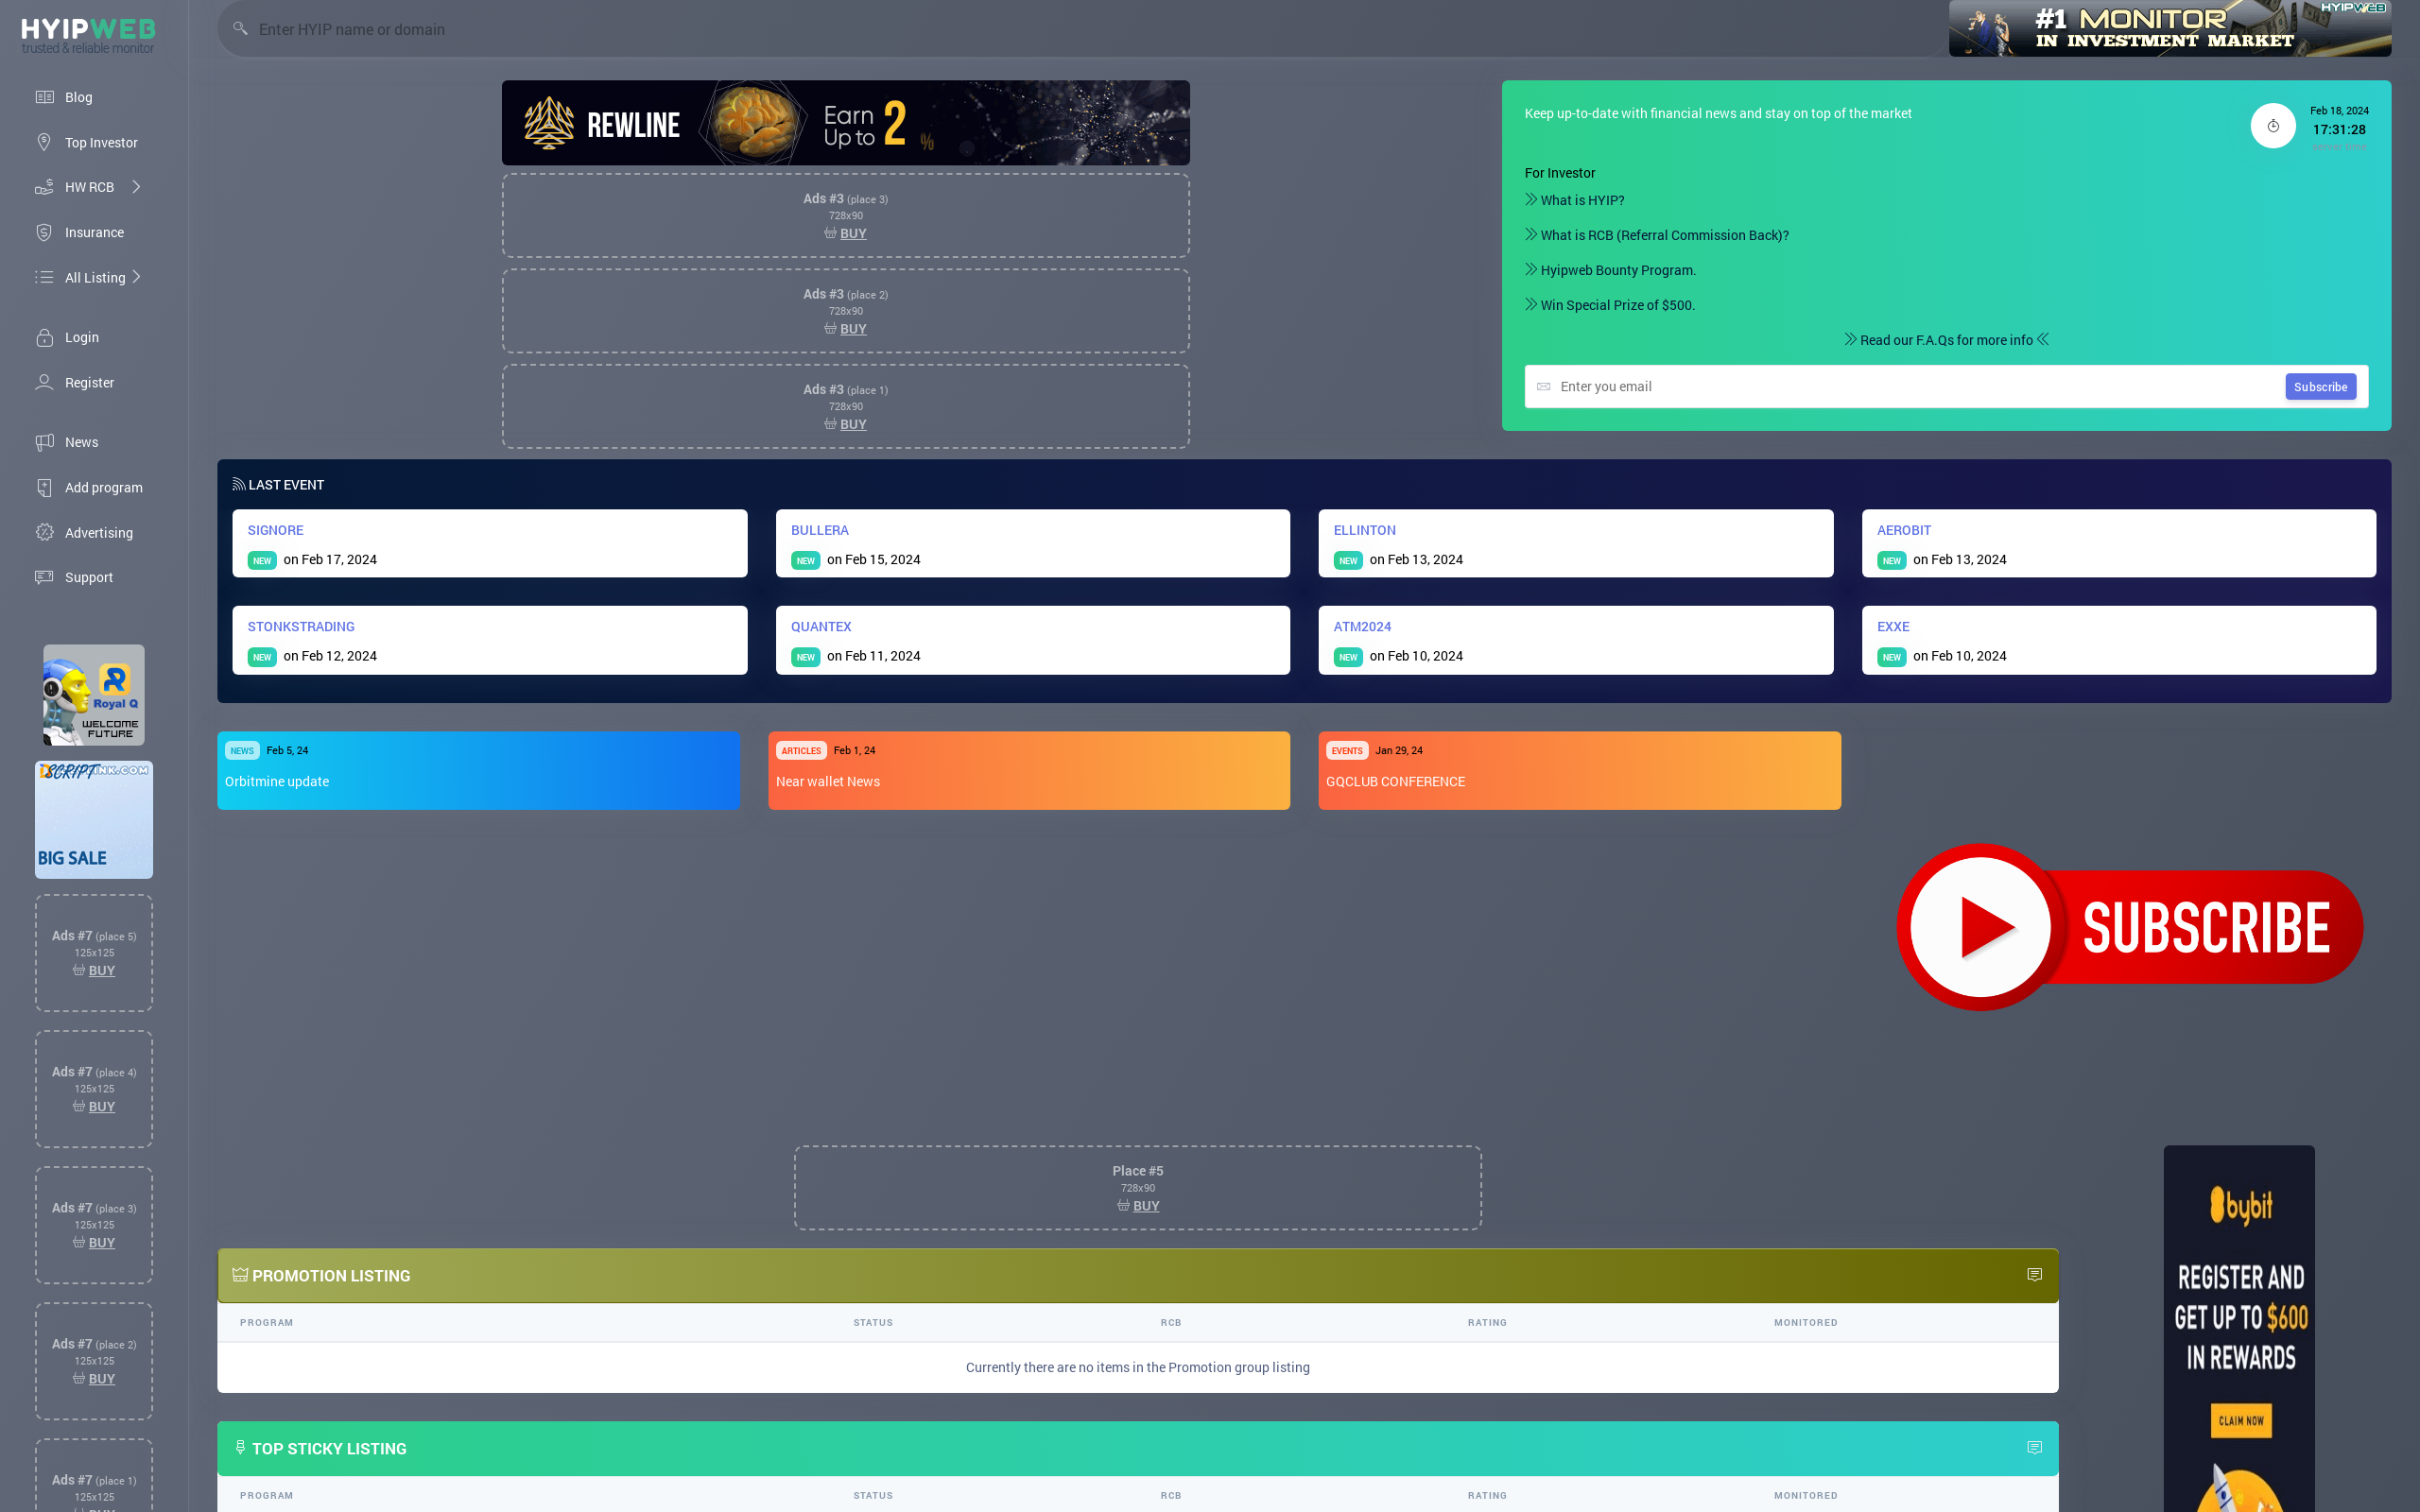 HYIPWEB
trusted & reliable monitor
Blog
Top Investor
HW RCB
Insurance
All Listing
Login
Register
News
Add program
Advertising
Support
Royal Q
WELCOME
FUTURE
BIG SALE
Ads #7 (place 5)
125x125
BUY
Ads #7 (place 4)
125x125
BUY
Ads #7 (place 3)
125x125
BUY
Ads #7 (place 2)
125x125
BUY
Ads #7 (place 1)
125x125
Enter HYIP name or domain
HYIPWEB
#1 MONITOR
IN INVESTMENT MARKET
REWLINE
Earn
Up to 2 %
Ads #3 (place 3)
728x90
BUY
Ads #3 (place 2)
728x90
BUY
Ads #3 (place 1)
728x90
BUY
Keep up-to-date with financial news and stay on top of the market
Feb 18, 2024
17:31:28
server time
For Investor
What is HYIP?
What is RCB (Referral Commission Back)?
Hyipweb Bounty Program.
Win Special Prize of $500.
Read our F.A.Qs for more info
Enter you email
Subscribe
LAST EVENT
SIGNORE
NEW on Feb 17, 2024
BULLERA
NEW on Feb 15, 2024
ELLINTON
NEW on Feb 13, 2024
AEROBIT
NEW on Feb 13, 2024
STONKSTRADING
NEW on Feb 12, 2024
QUANTEX
NEW on Feb 11, 2024
ATM2024
NEW on Feb 10, 2024
EXXE
NEW on Feb 10, 2024
NEWS Feb 5, 24
Orbitmine update
ARTICLES Feb 1, 24
Near wallet News
EVENTS Jan 29, 24
GQCLUB CONFERENCE
SUBSCRIBE
Place #5
728x90
BUY
PROMOTION LISTING
PROGRAM STATUS RCB RATING MONITORED
Currently there are no items in the Promotion group listing
TOP STICKY LISTING
PROGRAM STATUS RCB RATING MONITORED
bybit
REGISTER AND
GET UP TO $600
IN REWARDS
CLAIM NOW